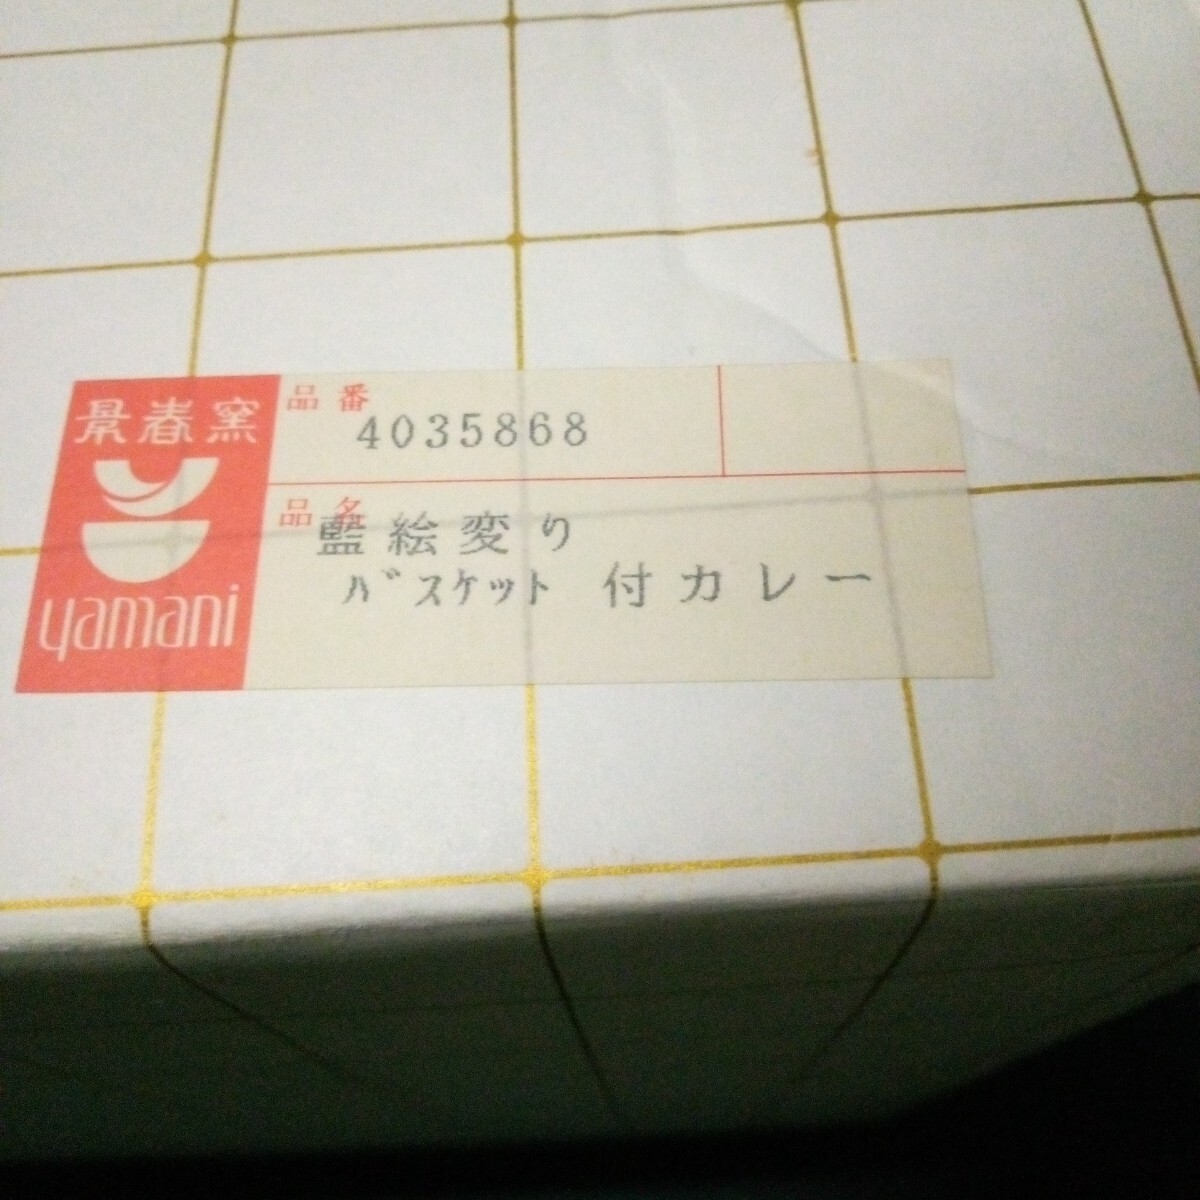 景春窯
yamani
品番
4035868
品名
藍絵変り
バスケット 付カレー